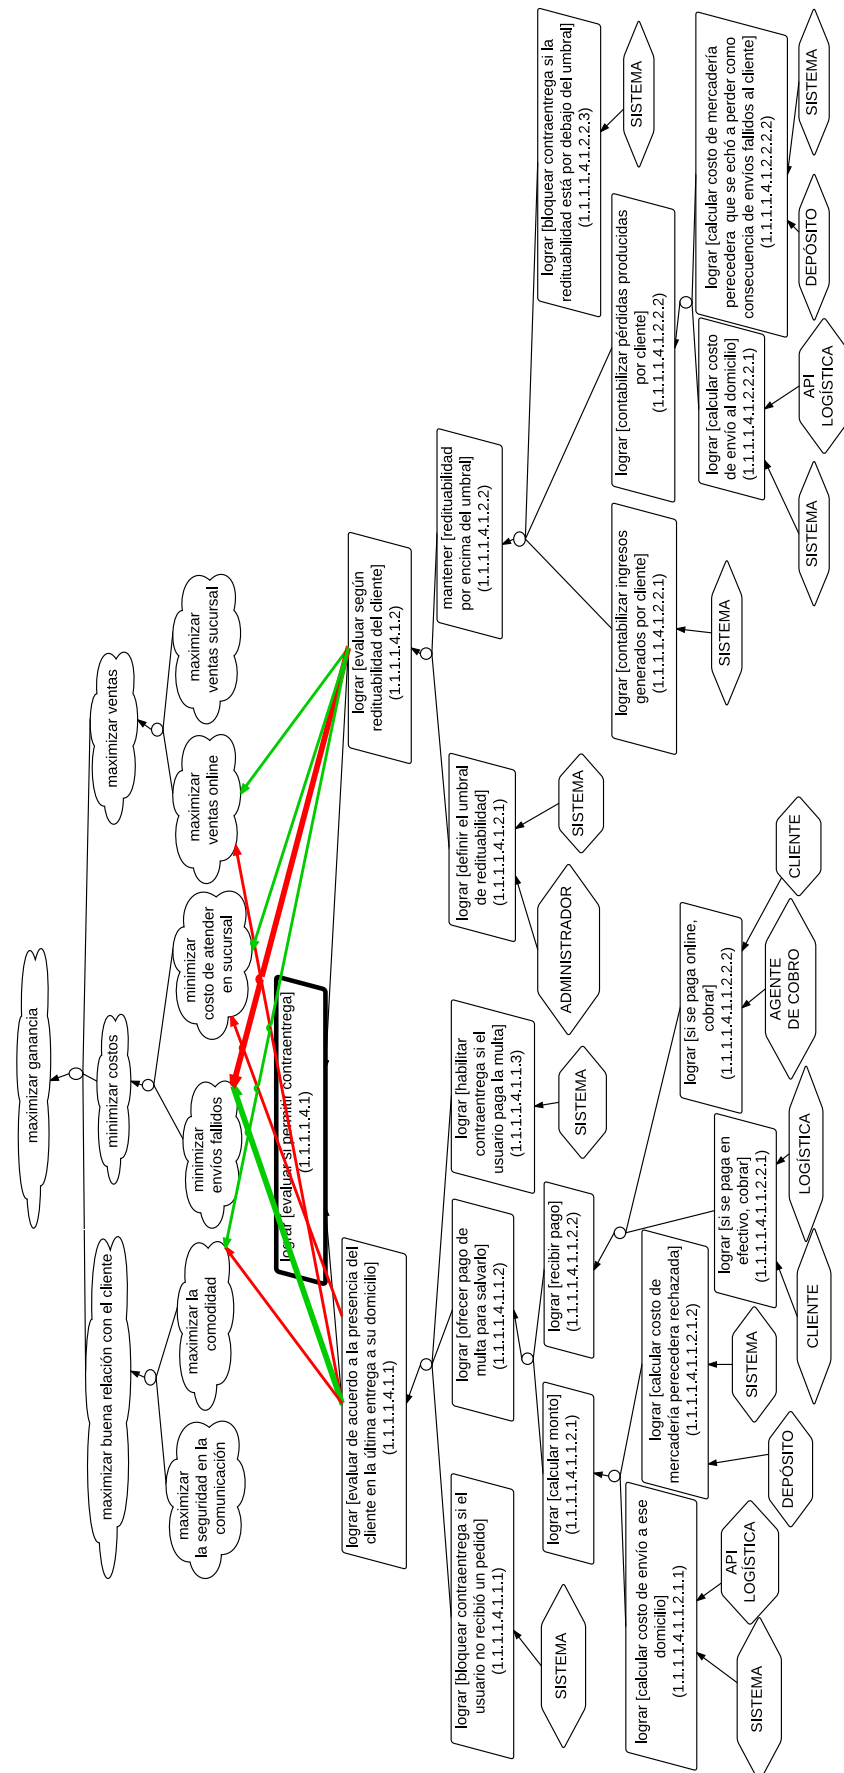 maximizar ganancia
maximizar buena relación con el cliente
minimizar costos
maximizar ventas
maximizar
la seguridad en la
comunicación
maximizar la
comodidad
minimizar
envíos fallidos
minimizar
costo de atender
en sucursal
maximizar
ventas online
maximizar
ventas sucursal
lograr [evaluar si permitir contraentrega]
(1.1.1.1.4.1)
lograr [evaluar de acuerdo a la presencia del
cliente en la última entrega a su domicilio]
(1.1.1.1.4.1.1)
lograr [evaluar según
redituabilidad del cliente]
(1.1.1.1.4.1.2)
lograr [bloquear contraentrega si el
usuario no recibió un pedido]
(1.1.1.1.4.1.1.1)
lograr [ofrecer pago de
multa para salvarlo]
(1.1.1.1.4.1.1.2)
lograr [habilitar
contraentrega si el
usuario paga la multa]
(1.1.1.1.4.1.1.3)
lograr [definir el umbral
de redituabilidad]
(1.1.1.1.4.1.2.1)
mantener [redituabilidad
por encima del umbral]
(1.1.1.1.4.1.2.2)
SISTEMA
lograr [calcular monto]
(1.1.1.1.4.1.1.2.1)
lograr [recibir pago]
(1.1.1.1.4.1.1.2.2)
SISTEMA
ADMINISTRADOR
SISTEMA
lograr [contabilizar ingresos
generados por cliente]
(1.1.1.1.4.1.2.2.1)
lograr [contabilizar pérdidas producidas
por cliente]
(1.1.1.1.4.1.2.2.2)
lograr [bloquear contraentrega si la
redituabilidad está por debajo del umbral]
(1.1.1.1.4.1.2.2.3)
lograr [calcular costo de envío a ese
domicilio]
(1.1.1.1.4.1.1.2.1.1)
lograr [calcular costo de
mercadería perecedera rechazada]
(1.1.1.1.4.1.1.2.1.2)
lograr [si se paga en
efectivo, cobrar]
(1.1.1.1.4.1.1.2.2.1)
lograr [si se paga online,
cobrar]
(1.1.1.1.4.1.1.2.2.2)
SISTEMA
lograr [calcular costo
de envío al domicilio]
(1.1.1.1.4.1.2.2.2.1)
lograr [calcular costo de mercadería
perecedera que se echó a perder como
consecuencia de envíos fallidos al cliente]
(1.1.1.1.4.1.2.2.2.2)
SISTEMA
SISTEMA
API
LOGÍSTICA
DEPÓSITO
SISTEMA
CLIENTE
LOGÍSTICA
AGENTE
DE COBRO
CLIENTE
SISTEMA
API
LOGÍSTICA
DEPÓSITO
SISTEMA